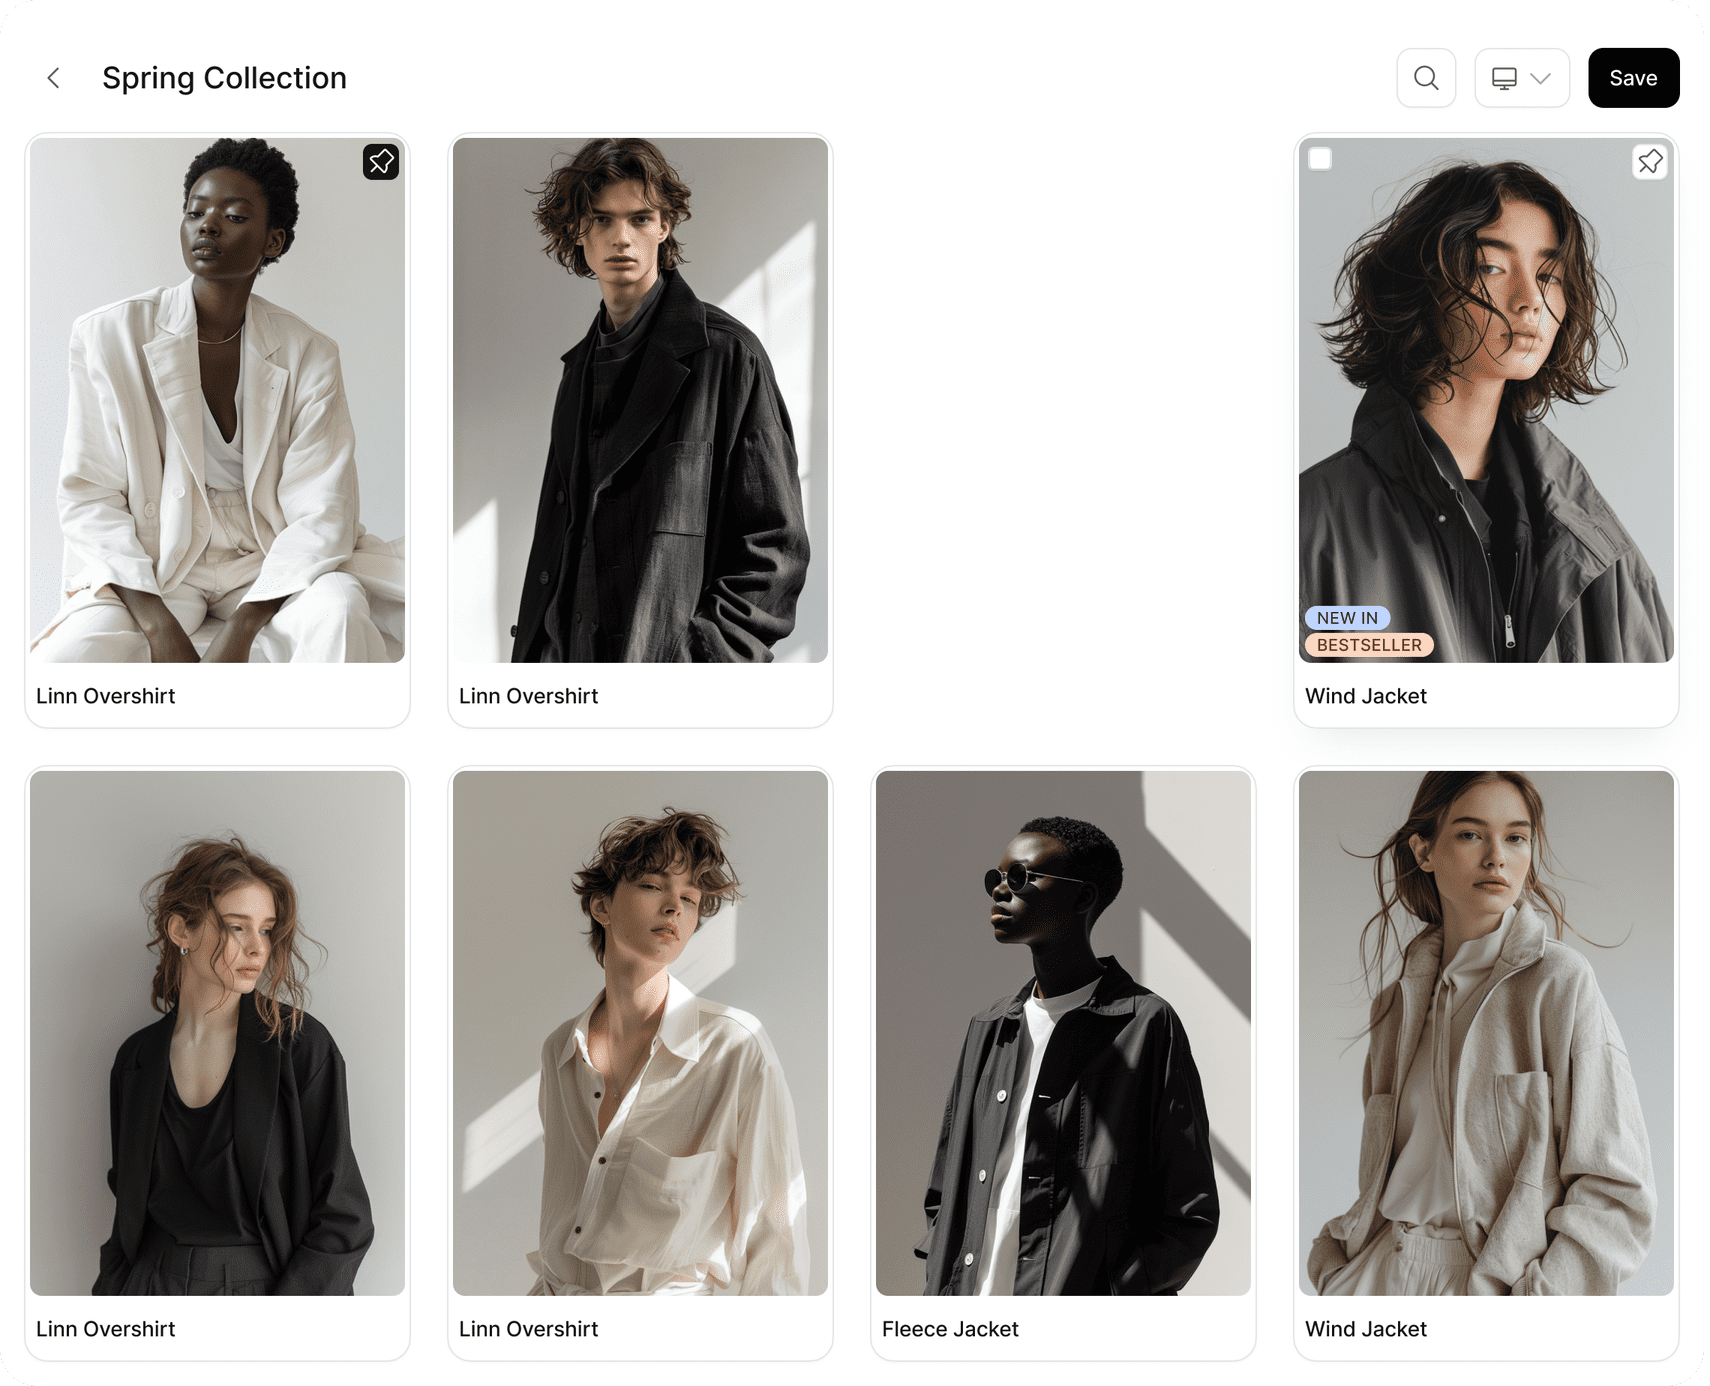 Spring Collection
Save
NEW IN
BESTSELLER
Linn Overshirt
Linn Overshirt
Wind Jacket
Linn Overshirt
Linn Overshirt
Fleece Jacket
Wind Jacket